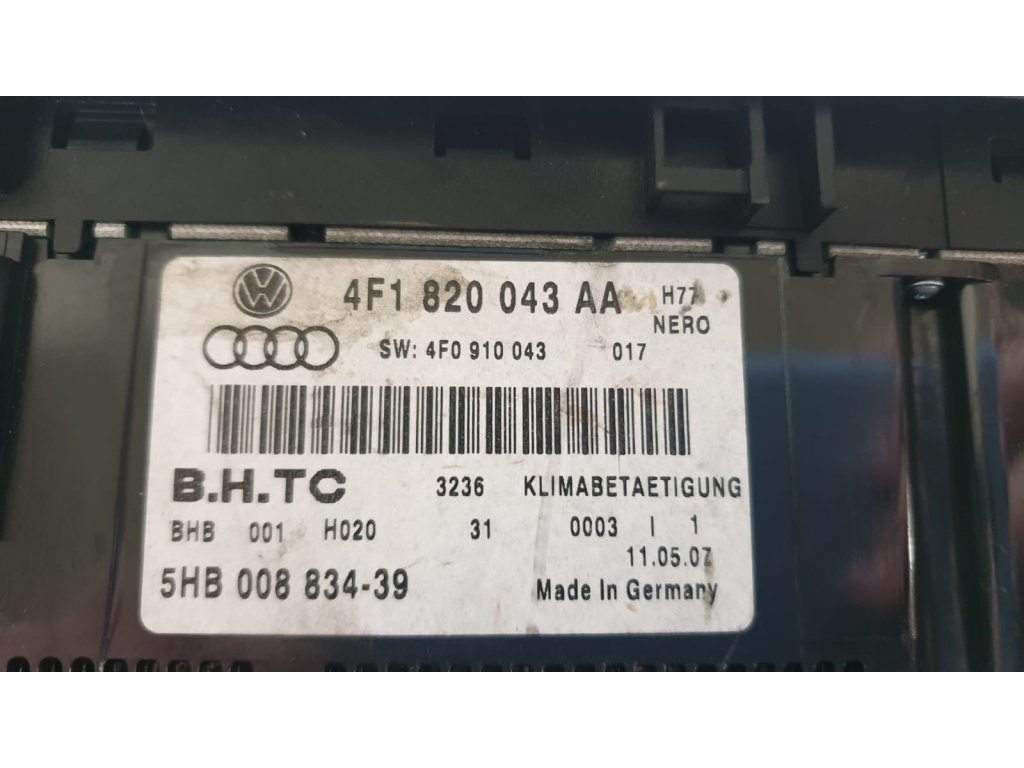 4F1 820 043 AA H77
NERO
SW: 4F0 910 043 017
B.H.TC 3236 KLIMABETAETIGUNG
BHB 001 H020 31 0003 I 1
11.05.07
5HB 008 834-39 Made In Germany